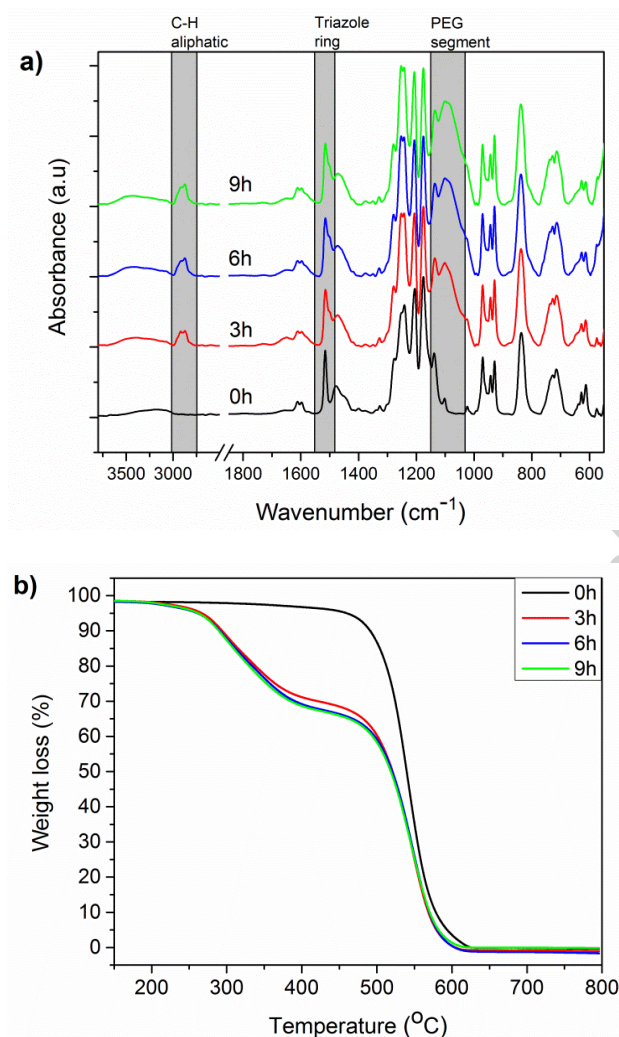 C-H
aliphatic
Triazole
ring
PEG
segment
a)
9h
6h
3h
0h
Absorbance (a.u)
3500 3000 1800 1600 1400 1200 1000 800 600
Wavenumber (cm⁻¹)
b)
100
90
80
70
60
50
40
30
20
10
0
0h
3h
6h
9h
Weight loss (%)
200 300 400 500 600 700 800
Temperature (°C)